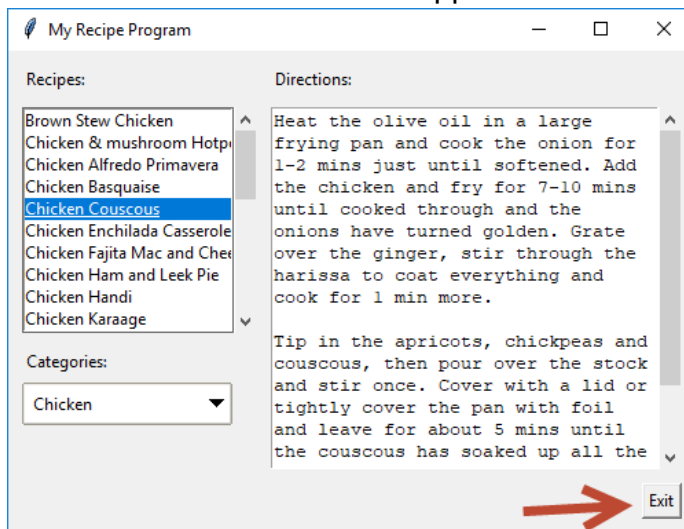 My Recipe Program
Recipes:
Brown Stew Chicken
Chicken & mushroom Hotp
Chicken Alfredo Primavera
Chicken Basquaise
Chicken Couscous
Chicken Enchilada Casserole
Chicken Fajita Mac and Chee
Chicken Ham and Leek Pie
Chicken Handi
Chicken Karaage
Categories:
Chicken
Directions:
Heat the olive oil in a large
frying pan and cook the onion for
1-2 mins just until softened. Add
the chicken and fry for 7-10 mins
until cooked through and the
onions have turned golden. Grate
over the ginger, stir through the
harissa to coat everything and
cook for 1 min more.
Tip in the apricots, chickpeas and
couscous, then pour over the stock
and stir once. Cover with a lid or
tightly cover the pan with foil
and leave for about 5 mins until
the couscous has soaked up all the
Exit